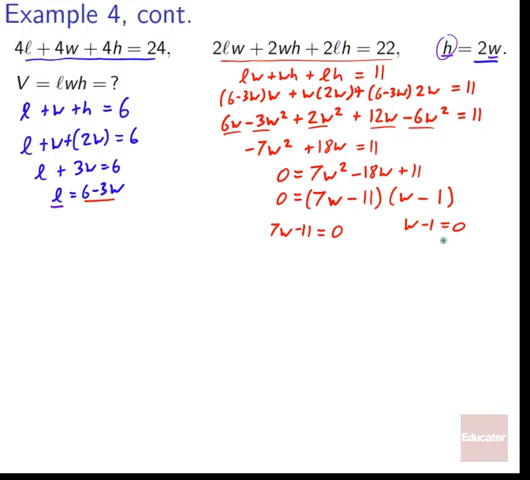 Example 4, cont.
4ℓ + 4w + 4h = 24, 2ℓw + 2wh + 2ℓh = 22, h = 2w.
V = ℓwh = ?
ℓ + w + h = 6
ℓ + w + (2w) = 6
ℓ + 3w = 6
ℓ = 6-3w
ℓw + wh + ℓh = 11
(6-3w)w + w(2w) + (6-3w)2w = 11
6w - 3w² + 2w² + 12w - 6w² = 11
-7w² + 18w = 11
0 = 7w² - 18w + 11
0 = (7w - 11)(w - 1)
7w - 11 = 0 w - 1 = 0
Educator